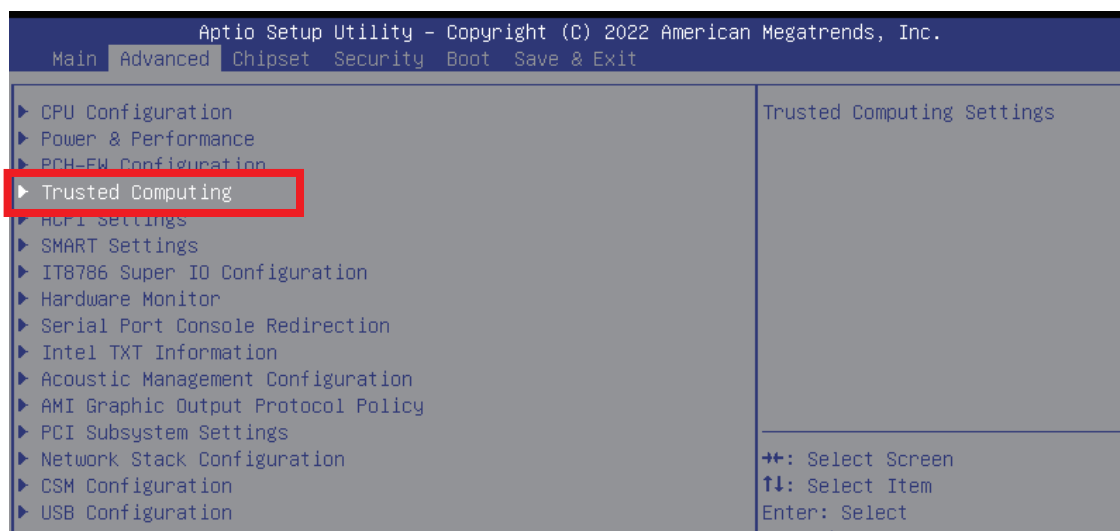 Aptio Setup Utility – Copyright (C) 2022 American Megatrends, Inc.
Main Advanced Chipset Security Boot Save & Exit
▶ CPU Configuration
▶ Power & Performance
▶ PCH-FW Configuration
▶ Trusted Computing
▶ ACPI Settings
▶ SMART Settings
▶ IT8786 Super IO Configuration
▶ Hardware Monitor
▶ Serial Port Console Redirection
▶ Intel TXT Information
▶ Acoustic Management Configuration
▶ AMI Graphic Output Protocol Policy
▶ PCI Subsystem Settings
▶ Network Stack Configuration
▶ CSM Configuration
▶ USB Configuration
Trusted Computing Settings
→←: Select Screen
↑↓: Select Item
Enter: Select